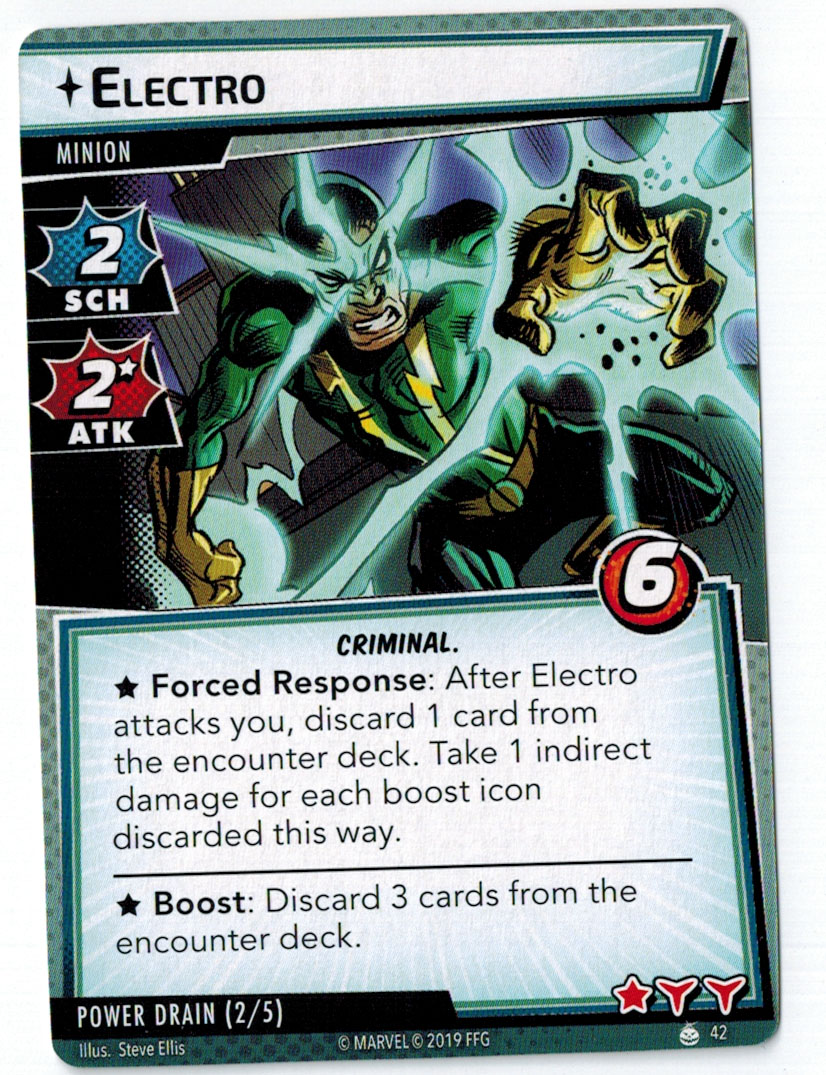 ELECTRO
MINION
2
SCH
2
ATK
6
CRIMINAL.
★ Forced Response: After Electro
attacks you, discard 1 card from
the encounter deck. Take 1 indirect
damage for each boost icon
discarded this way.
★ Boost: Discard 3 cards from the
encounter deck.
POWER DRAIN (2/5)
Illus. Steve Ellis
© MARVEL © 2019 FFG
42